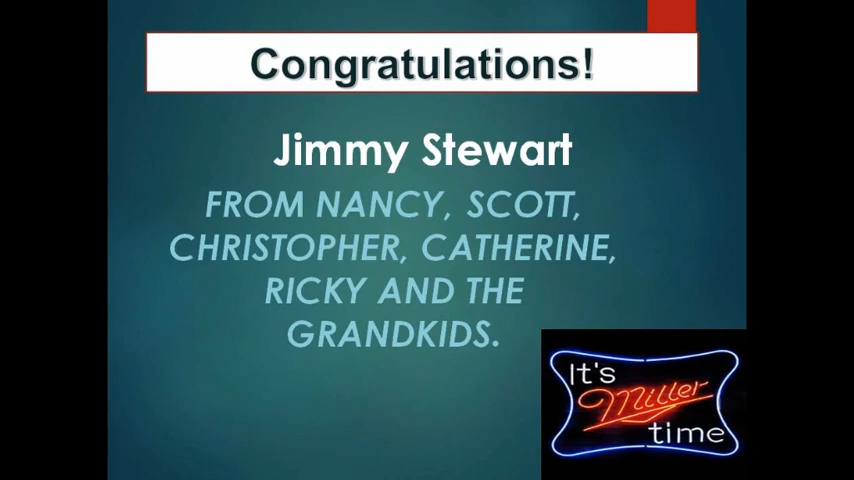 Congratulations!
Jimmy Stewart
FROM NANCY, SCOTT,
CHRISTOPHER, CATHERINE,
RICKY AND THE
GRANDKIDS.
It's
Miller
time